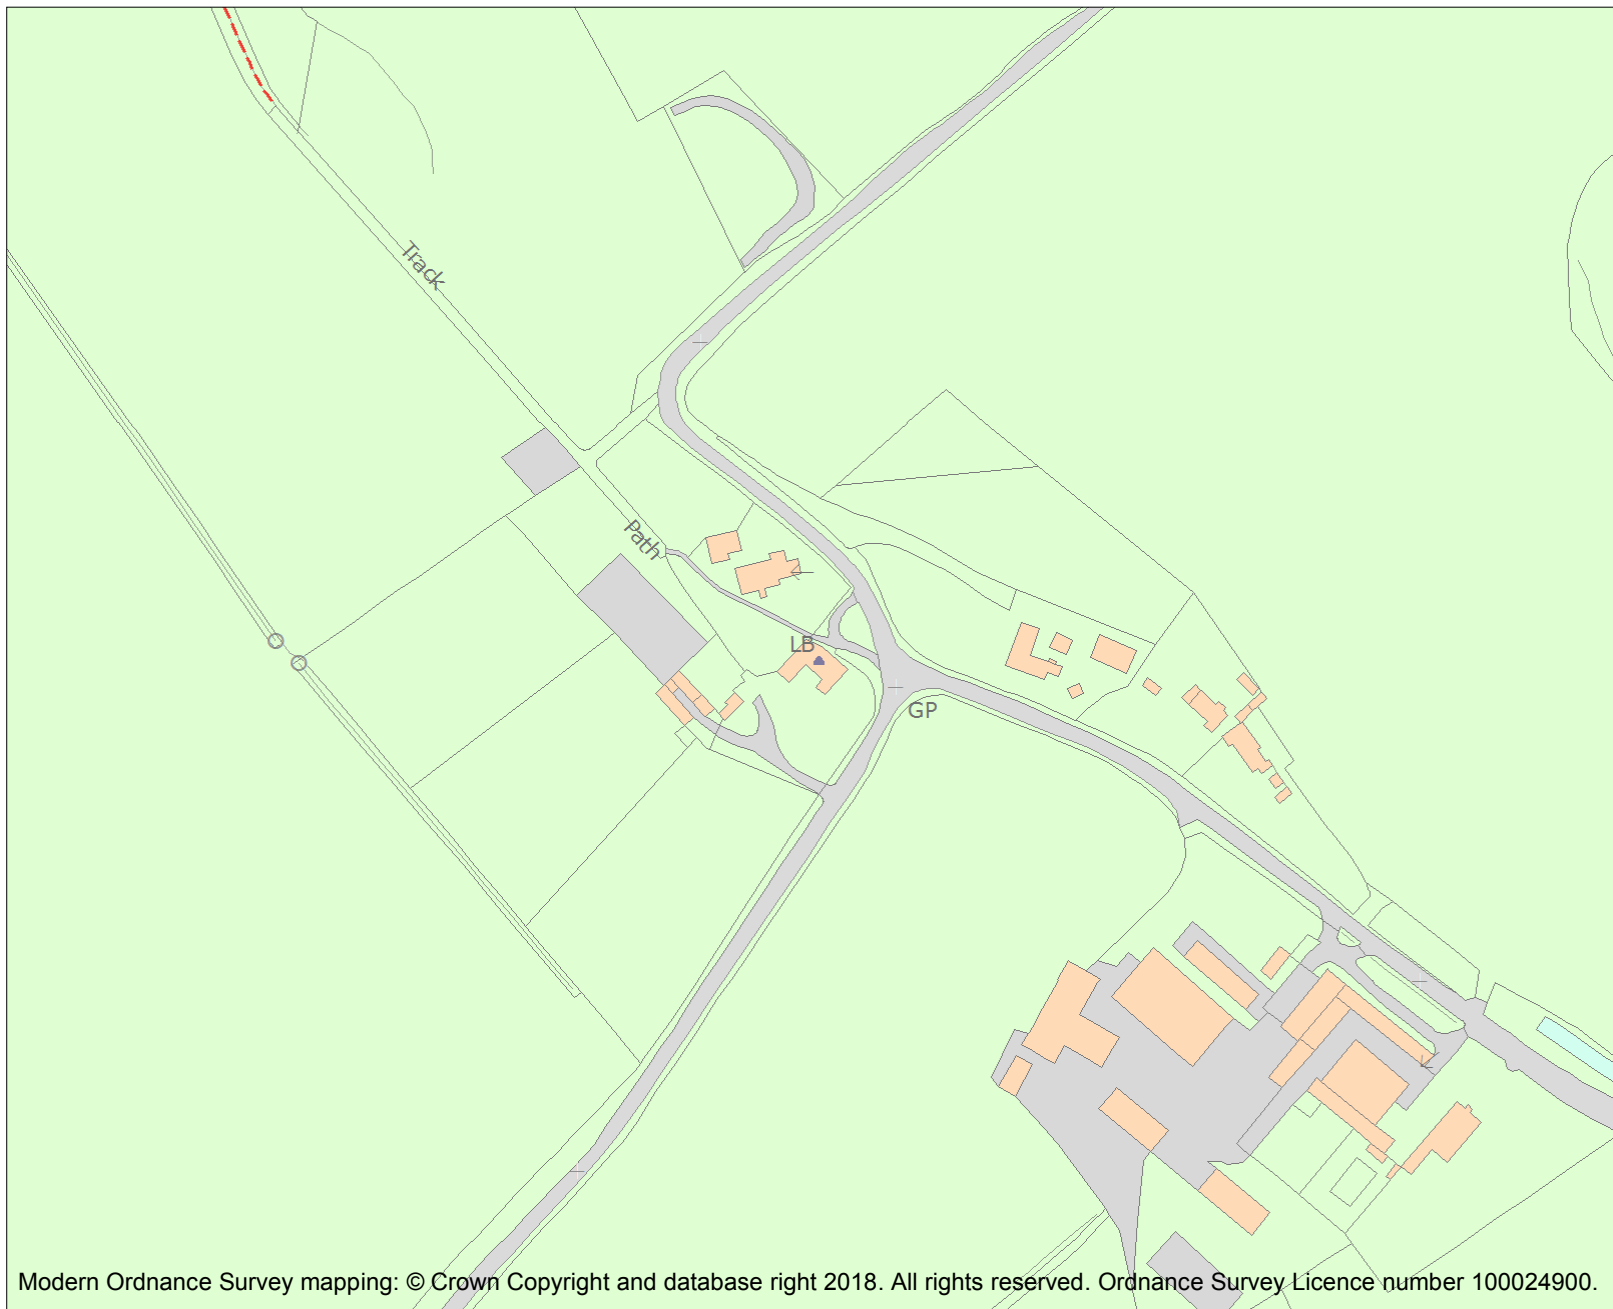 Track
Path
LB
GP
Modern Ordnance Survey mapping: © Crown Copyright and database right 2018. All rights reserved. Ordnance Survey Licence number 100024900.